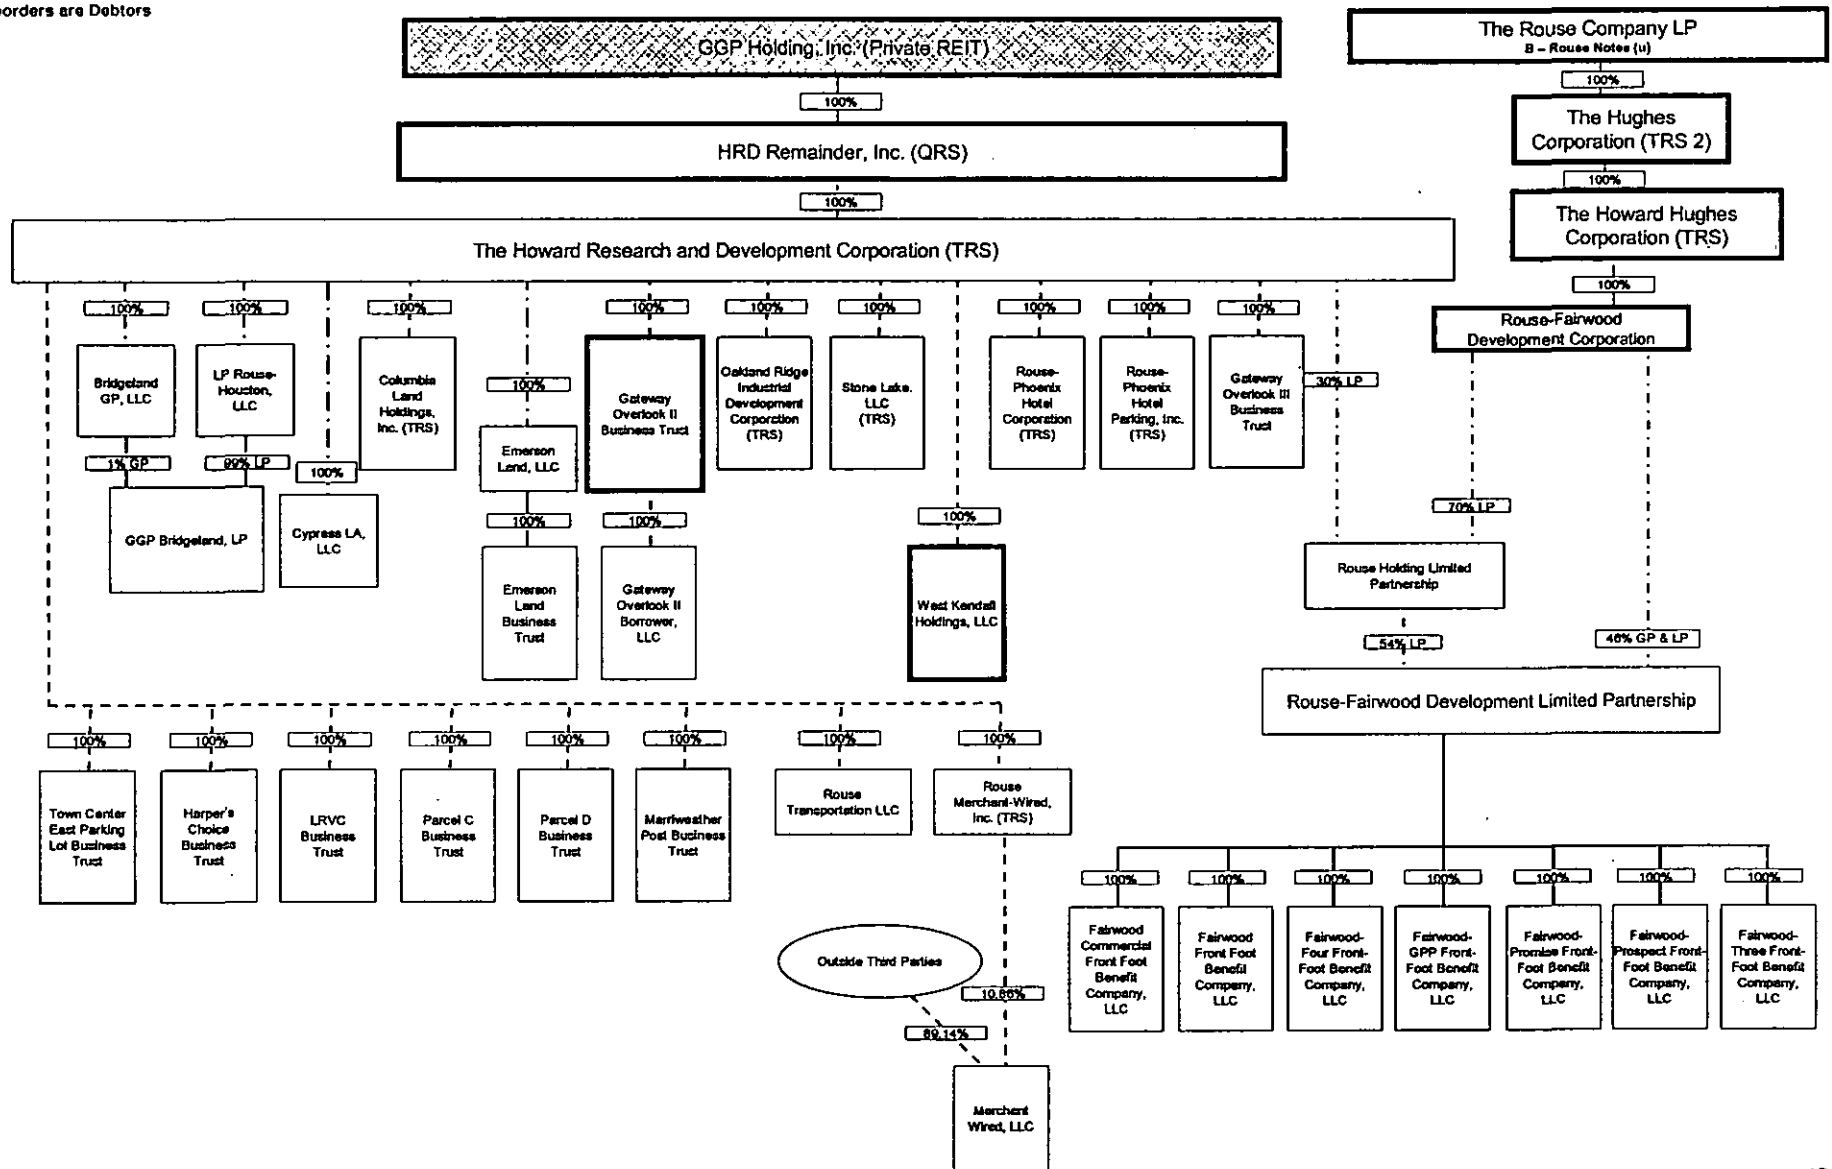 borders are Debtors
GGP Holding, Inc. (Private REIT)
The Rouse Company LP
B – Rouse Notes (u)
100%
100%
HRD Remainder, Inc. (QRS)
The Hughes
Corporation (TRS 2)
100%
100%
The Howard Research and Development Corporation (TRS)
The Howard Hughes
Corporation (TRS)
100%
Rouse-Fairwood
Development Corporation
100%
100%
100%
100%
100%
100%
100%
100%
100%
Bridgeland
GP, LLC
LP Rouse-
Houston,
LLC
Columbia
Land
Holdings,
Inc. (TRS)
100%
Gateway
Overlook II
Business Trust
Oakland Ridge
Industrial
Development
Corporation
(TRS)
Stone Lake,
LLC
(TRS)
Rouse-
Phoenix
Hotel
Corporation
(TRS)
Rouse-
Phoenix
Hotel
Parking, Inc.
(TRS)
Gateway
Overlook III
Business
Trust
30% LP
1% GP
99% LP
100%
Emerson
Land, LLC
GGP Bridgeland, LP
Cypress LA,
LLC
100%
100%
100%
70% LP
Emerson
Land
Business
Trust
Gateway
Overlook II
Borrower,
LLC
West Kendall
Holdings, LLC
Rouse Holding Limited
Partnership
54% LP
46% GP & LP
Rouse-Fairwood Development Limited Partnership
100%
100%
100%
100%
100%
100%
100%
100%
Town Center
East Parking
Lot Business
Trust
Harper's
Choice
Business
Trust
LRVC
Business
Trust
Parcel C
Business
Trust
Parcel D
Business
Trust
Marriweather
Post Business
Trust
Rouse
Transportation LLC
Rouse
Merchant-Wired,
Inc. (TRS)
100%
100%
100%
100%
100%
100%
100%
Fairwood
Commercial
Front Foot
Benefit
Company,
LLC
Fairwood
Front Foot
Benefit
Company,
LLC
Fairwood-
Four Front-
Foot Benefit
Company,
LLC
Fairwood-
GPP Front-
Foot Benefit
Company,
LLC
Fairwood-
Promise Front-
Foot Benefit
Company,
LLC
Fairwood-
Prospect Front-
Foot Benefit
Company,
LLC
Fairwood-
Three Front-
Foot Benefit
Company,
LLC
Outside Third Parties
10.86%
89.14%
Merchant
Wired, LLC